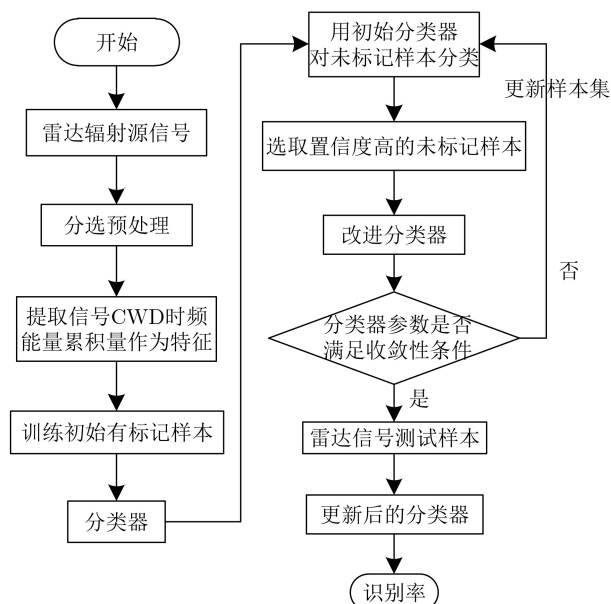 开始
雷达辐射源信号
分选预处理
提取信号CWD时频
能量累积量作为特征
训练初始有标记样本
分类器
用初始分类器
对未标记样本分类
更新样本集
选取置信度高的未标记样本
改进分类器
否
分类器参数是否
满足收敛性条件
是
雷达信号测试样本
更新后的分类器
识别率